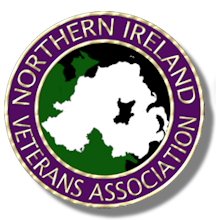 NORTHERN IRELAND
VETERANS ASSOCIATION